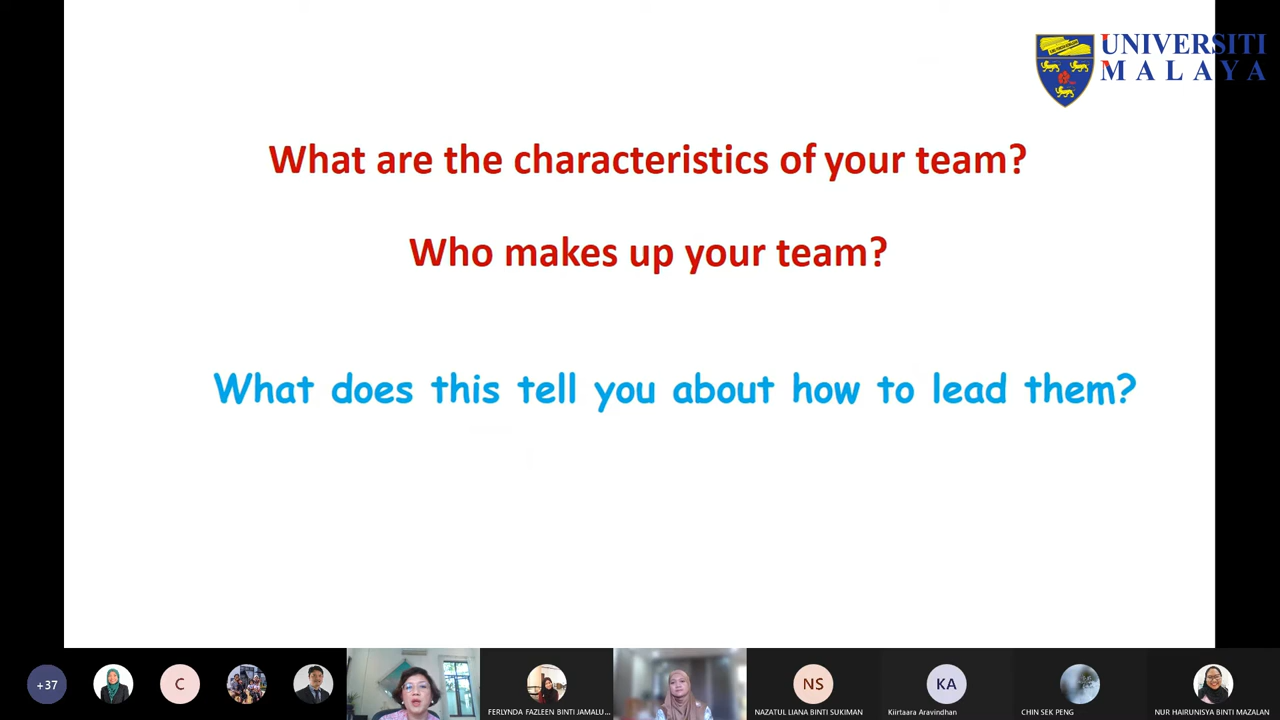 UNIVERSITI
MALAYA
What are the characteristics of your team?
Who makes up your team?
What does this tell you about how to lead them?
+37
C
FERLYNDA FAZLEEN BINTI JAMALU...
NS
NAZATUL LIANA BINTI SUKIMAN
KA
Kiirtaara Aravindhan
CHIN SEK PENG
NUR HAIRUNISYA BINTI MAZALAN